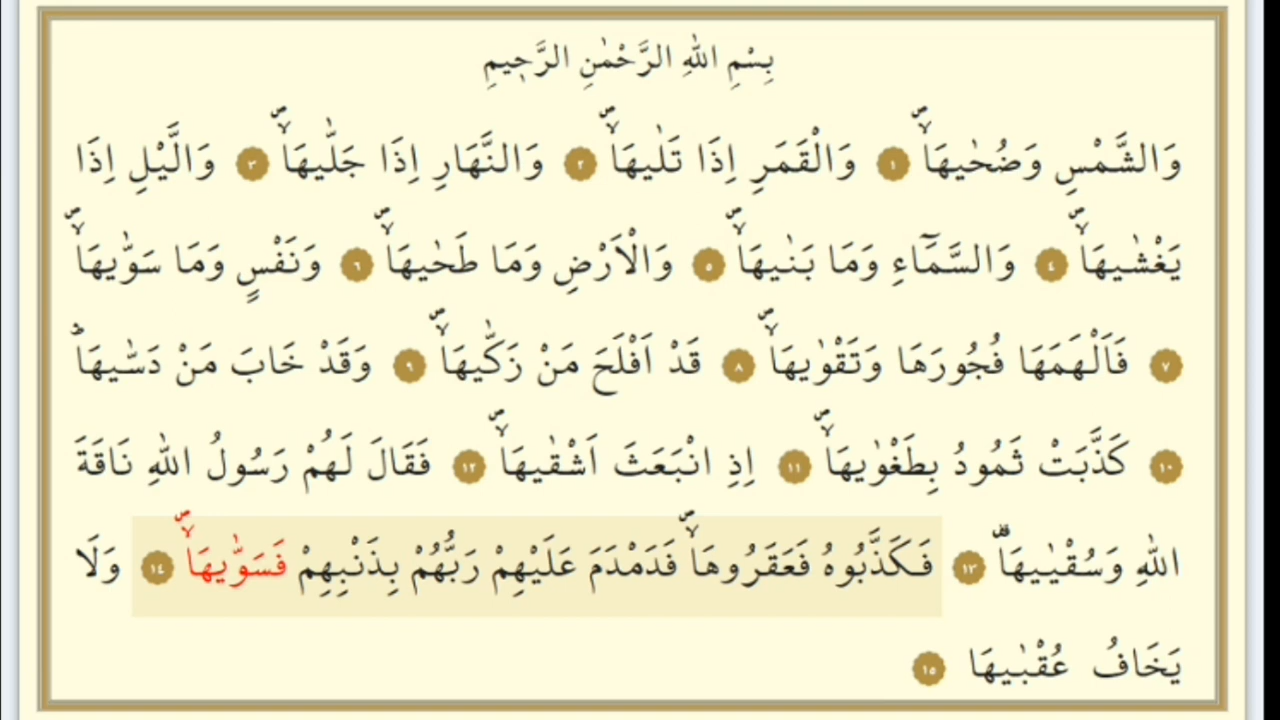 بِسْمِ اللّٰهِ الرَّحْمٰنِ الرَّحٖيمِ
وَالشَّمْسِ وَضُحٰيهَاۙۖ ١ وَالْقَمَرِ اِذَا تَلٰيهَاۙۖ ٢ وَالنَّهَارِ اِذَا جَلّٰيهَاۙۖ ٣ وَالَّيْلِ اِذَا
يَغْشٰيهَاۙۖ ٤ وَالسَّمَٓاءِ وَمَا بَنٰيهَاۙۖ ٥ وَالْاَرْضِ وَمَا طَحٰيهَاۙۖ ٦ وَنَفْسٍ وَمَا سَوّٰيهَاۙۖ
٧ فَاَلْهَمَهَا فُجُورَهَا وَتَقْوٰيهَاۙۖ ٨ قَدْ اَفْلَحَ مَنْ زَكّٰيهَاۙۖ ٩ وَقَدْ خَابَ مَنْ دَسّٰيهَاۜ
١٠ كَذَّبَتْ ثَمُودُ بِطَغْوٰيهَاۙۖ ١١ اِذِ انْبَعَثَ اَشْقٰيهَاۙۖ ١٢ فَقَالَ لَهُمْ رَسُولُ اللّٰهِ نَاقَةَ
اللّٰهِ وَسُقْيٰيهَاۜ ١٣ فَكَذَّبُوهُ فَعَقَرُوهَاۙۖ فَدَمْدَمَ عَلَيْهِمْ رَبُّهُمْ بِذَنْبِهِمْ فَسَوّٰيهَاۙۖ ١٤ وَلَا
يَخَافُ عُقْبٰيهَا ١٥